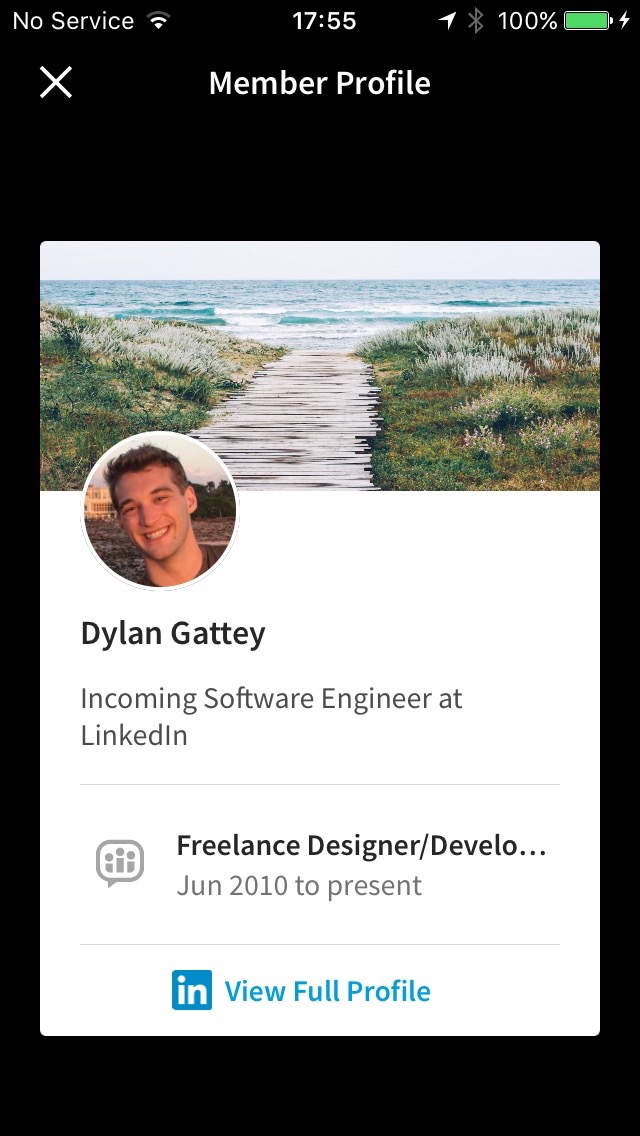 No Service 17:55 100%
Member Profile
Dylan Gattey
Incoming Software Engineer at
LinkedIn
Freelance Designer/Develo…
Jun 2010 to present
in View Full Profile